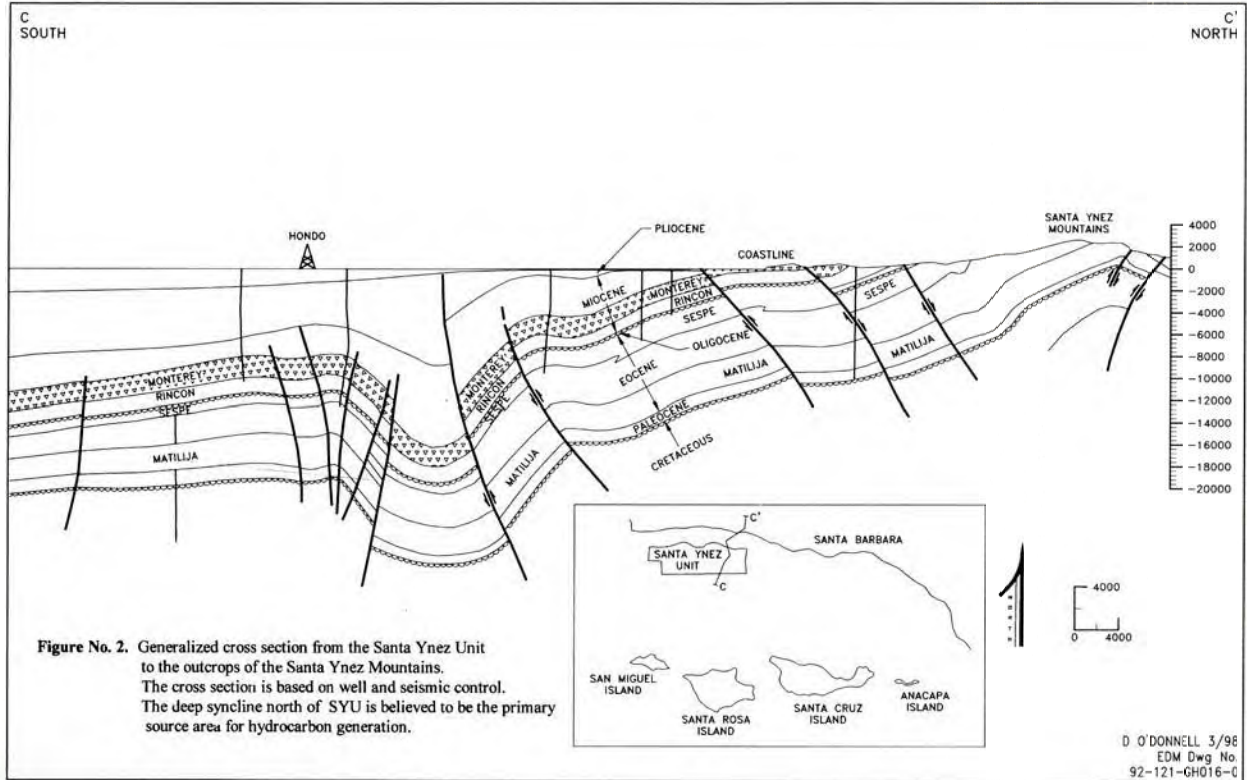 C
SOUTH
C'
NORTH
SANTA YNEZ
MOUNTAINS
HONDO
PLIOCENE
COASTLINE
4000
2000
0
-2000
-4000
-6000
-8000
-10000
-12000
-14000
-16000
-18000
-20000
MIOCENE
MONTEREY
RINCON
SESPE
SESPE
OLIGOCENE
EOCENE
MATILIJA
MATILIJA
PALEOCENE
CRETACEOUS
MONTEREY
RINCON
SESPE
MATILIJA
MONTEREY
RINCON
SESPE
MATILIJA
C'
SANTA BARBARA
SANTA YNEZ
UNIT
C
SAN MIGUEL
ISLAND
SANTA ROSA
ISLAND
SANTA CRUZ
ISLAND
ANACAPA
ISLAND
NORTH
4000
0 4000
Figure No. 2. Generalized cross section from the Santa Ynez Unit
to the outcrops of the Santa Ynez Mountains.
The cross section is based on well and seismic control.
The deep syncline north of SYU is believed to be the primary
source area for hydrocarbon generation.
D O'DONNELL 3/98
EDM Dwg No.
92-121-GH016-0